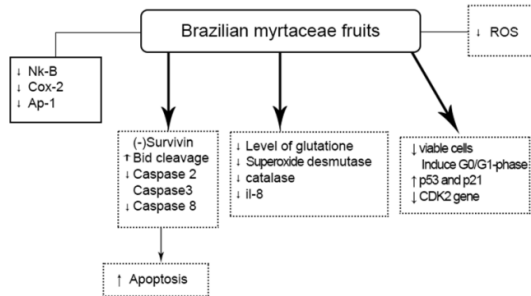 Brazilian myrtaceae fruits
↓ ROS
↓ Nk-B
↓ Cox-2
↓ Ap-1
(-)Survivin
↑ Bid cleavage
↓ Caspase 2
Caspase3
↓ Caspase 8
↓ Level of glutatione
↓ Superoxide desmutase
↓ catalase
↓ il-8
↓ viable cells
Induce G0/G1-phase
↑ p53 and p21
↓ CDK2 gene
↑ Apoptosis